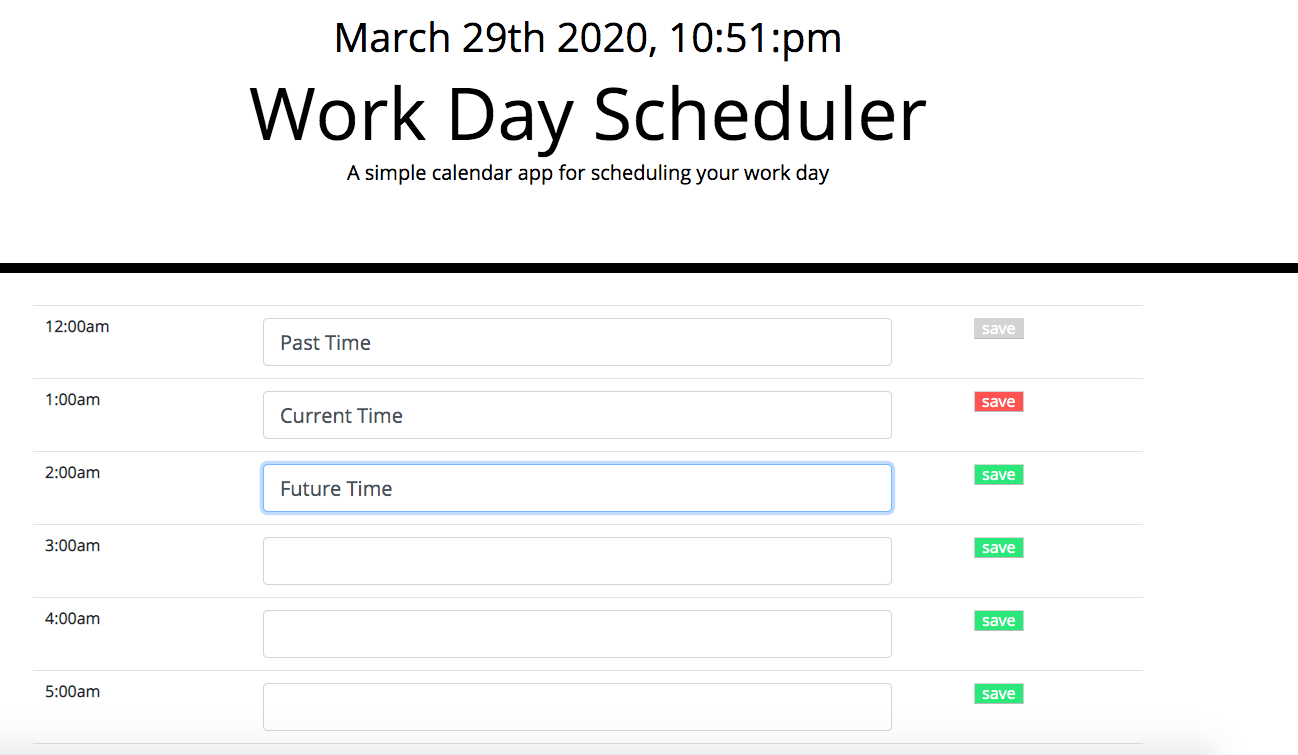 March 29th 2020, 10:51:pm
Work Day Scheduler
A simple calendar app for scheduling your work day
12:00am Past Time save
1:00am Current Time save
2:00am Future Time save
3:00am save
4:00am save
5:00am save